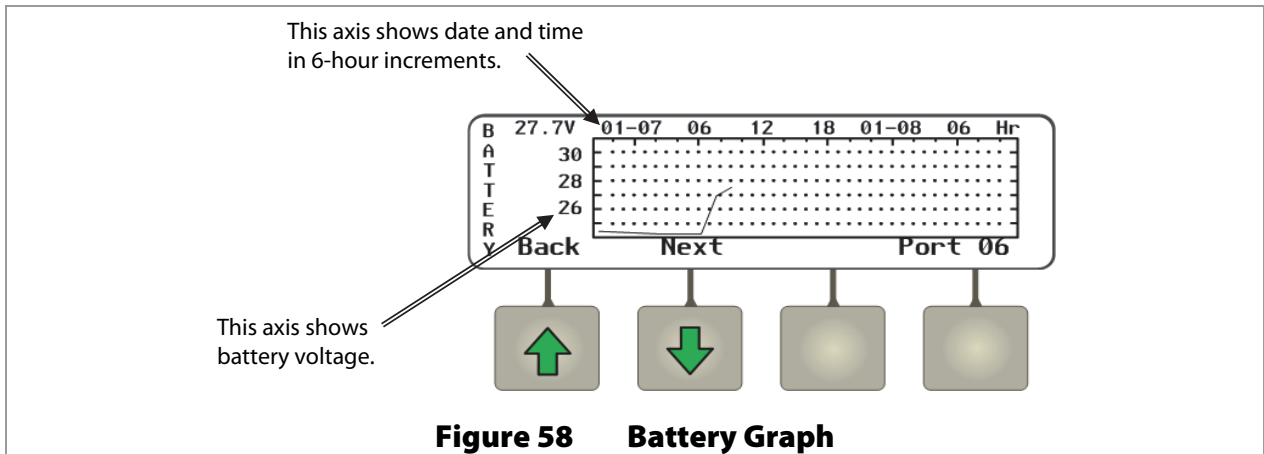 This axis shows date and time
in 6-hour increments.
BATTERY
27.7V 01-07 06 12 18 01-08 06 Hr
30
28
26
Back Next Port 06
This axis shows
battery voltage.
Figure 58 Battery Graph